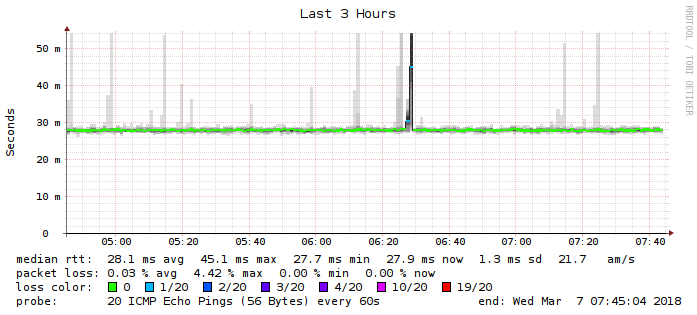 Last 3 Hours
RRDTOOL / TOBI OETIKER
Seconds
50 m
40 m
30 m
20 m
10 m
0
05:00 05:20 05:40 06:00 06:20 06:40 07:00 07:20 07:40
median rtt: 28.1 ms avg 45.1 ms max 27.7 ms min 27.9 ms now 1.3 ms sd 21.7 am/s
packet loss: 0.03 % avg 4.42 % max 0.00 % min 0.00 % now
loss color: 0 1/20 2/20 3/20 4/20 10/20 19/20
probe: 20 ICMP Echo Pings (56 Bytes) every 60s end: Wed Mar 7 07:45:04 2018